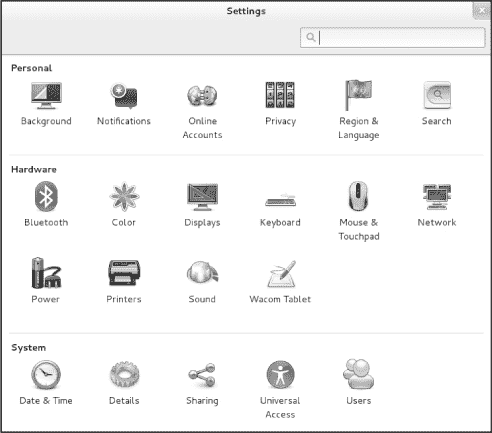 Settings
Personal
Background Notifications Online Accounts Privacy Region & Language Search
Hardware
Bluetooth Color Displays Keyboard Mouse & Touchpad Network
Power Printers Sound Wacom Tablet
System
Date & Time Details Sharing Universal Access Users